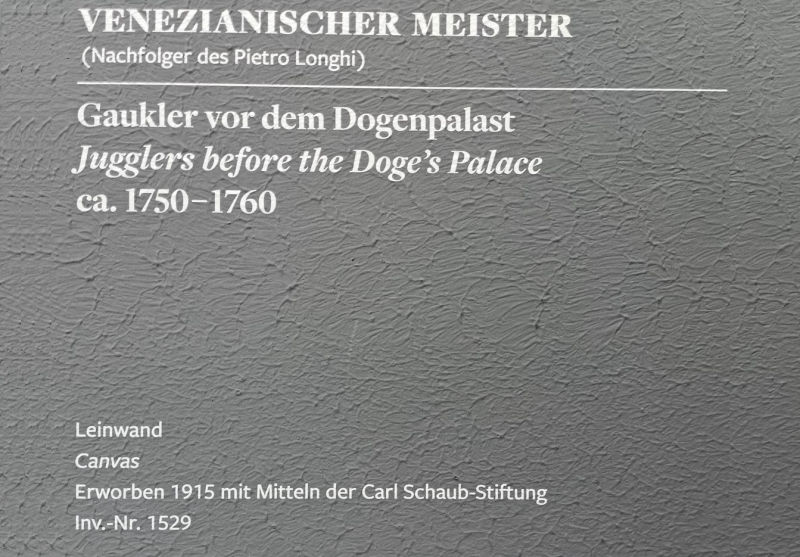 VENEZIANISCHER MEISTER
(Nachfolger des Pietro Longhi)
Gaukler vor dem Dogenpalast
Jugglers before the Doge's Palace
ca. 1750–1760
Leinwand
Canvas
Erworben 1915 mit Mitteln der Carl Schaub-Stiftung
Inv.-Nr. 1529